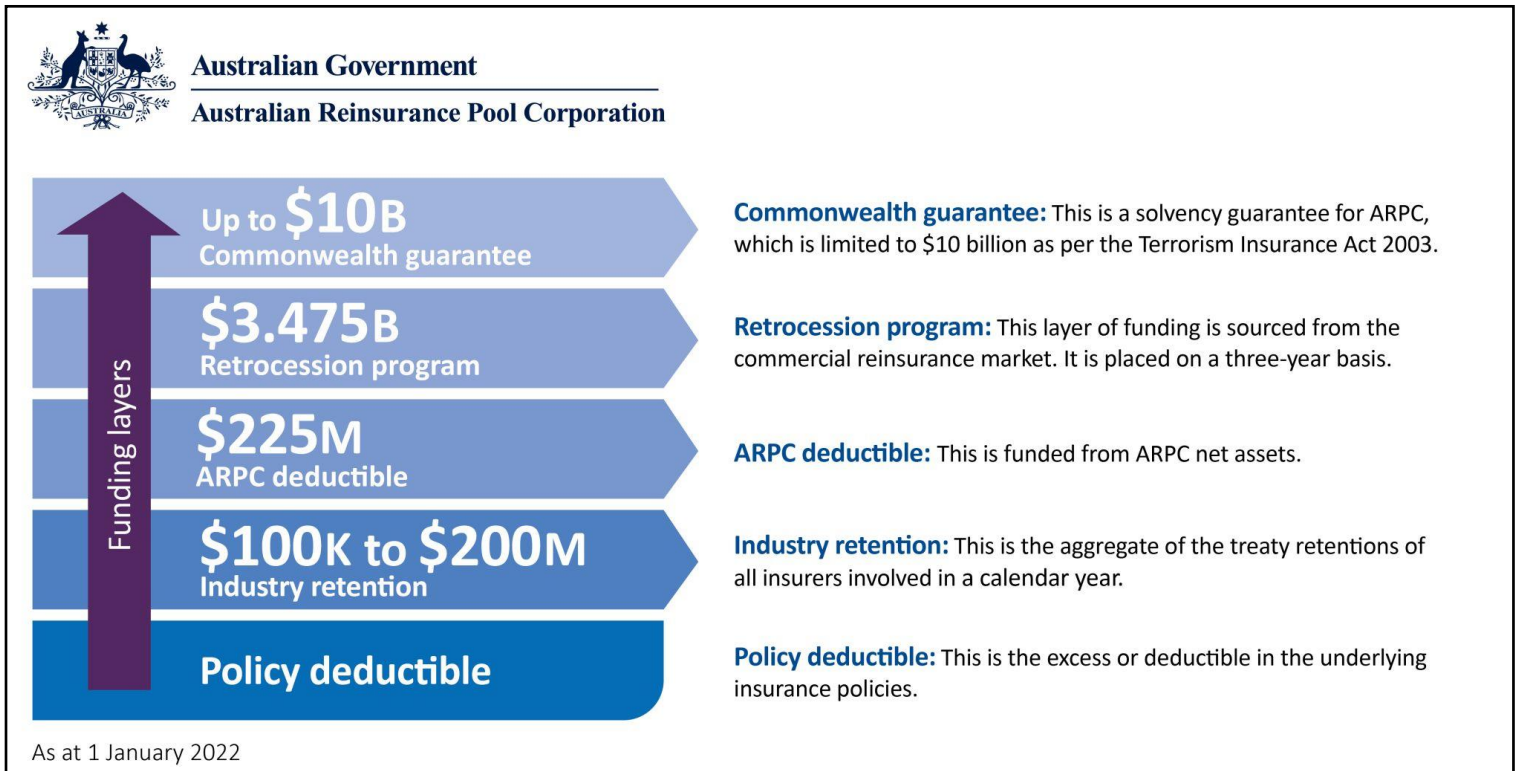 AUSTRALIA
Australian Government
Australian Reinsurance Pool Corporation
Funding layers
Up to $10B
Commonwealth guarantee
Commonwealth guarantee: This is a solvency guarantee for ARPC,
which is limited to $10 billion as per the Terrorism Insurance Act 2003.
$3.475B
Retrocession program
Retrocession program: This layer of funding is sourced from the
commercial reinsurance market. It is placed on a three-year basis.
$225M
ARPC deductible
ARPC deductible: This is funded from ARPC net assets.
$100K to $200M
Industry retention
Industry retention: This is the aggregate of the treaty retentions of
all insurers involved in a calendar year.
Policy deductible
Policy deductible: This is the excess or deductible in the underlying
insurance policies.
As at 1 January 2022